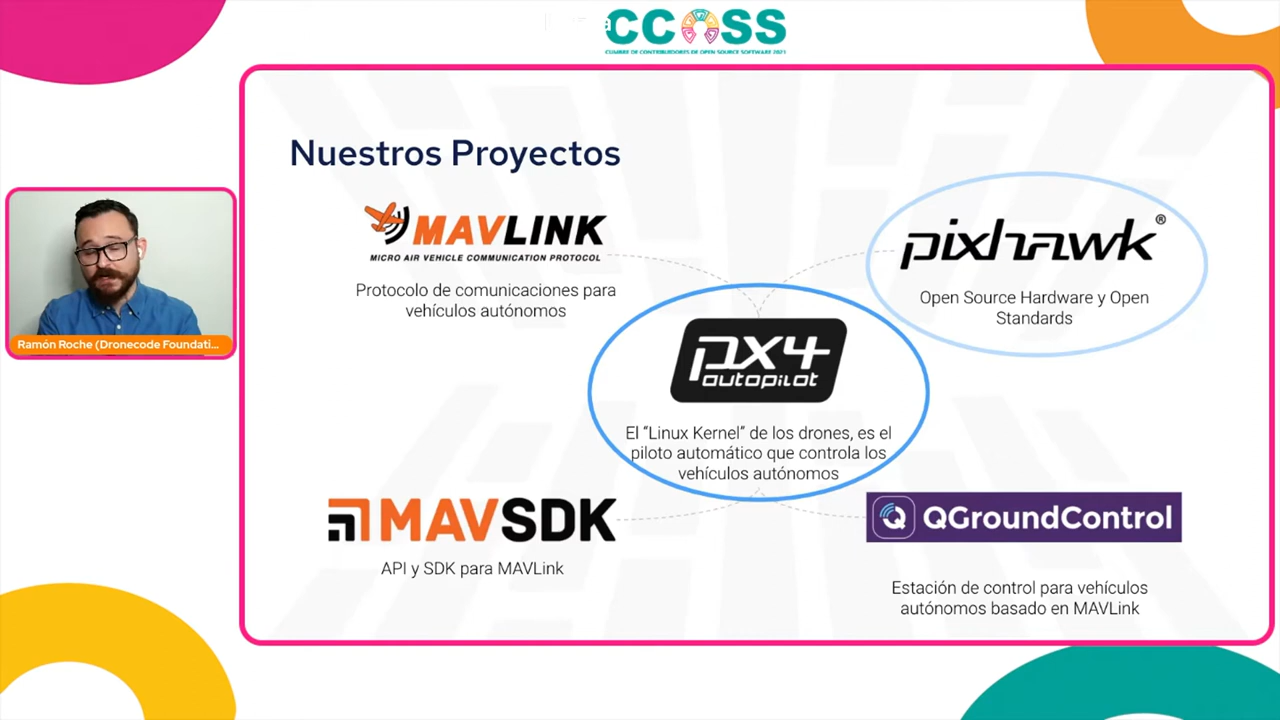 CCOSS
CUMBRE DE CONTRIBUIDORES DE OPEN SOURCE SOFTWARE 2021
Nuestros Proyectos
MAVLINK
MICRO AIR VEHICLE COMMUNICATION PROTOCOL
Protocolo de comunicaciones para
vehículos autónomos
pixhawk®
Open Source Hardware y Open
Standards
px4
autopilot
El “Linux Kernel” de los drones, es el
piloto automático que controla los
vehículos autónomos
MAVSDK
API y SDK para MAVLink
QGroundControl
Estación de control para vehículos
autónomos basado en MAVLink
Ramón Roche (Dronecode Foundati...